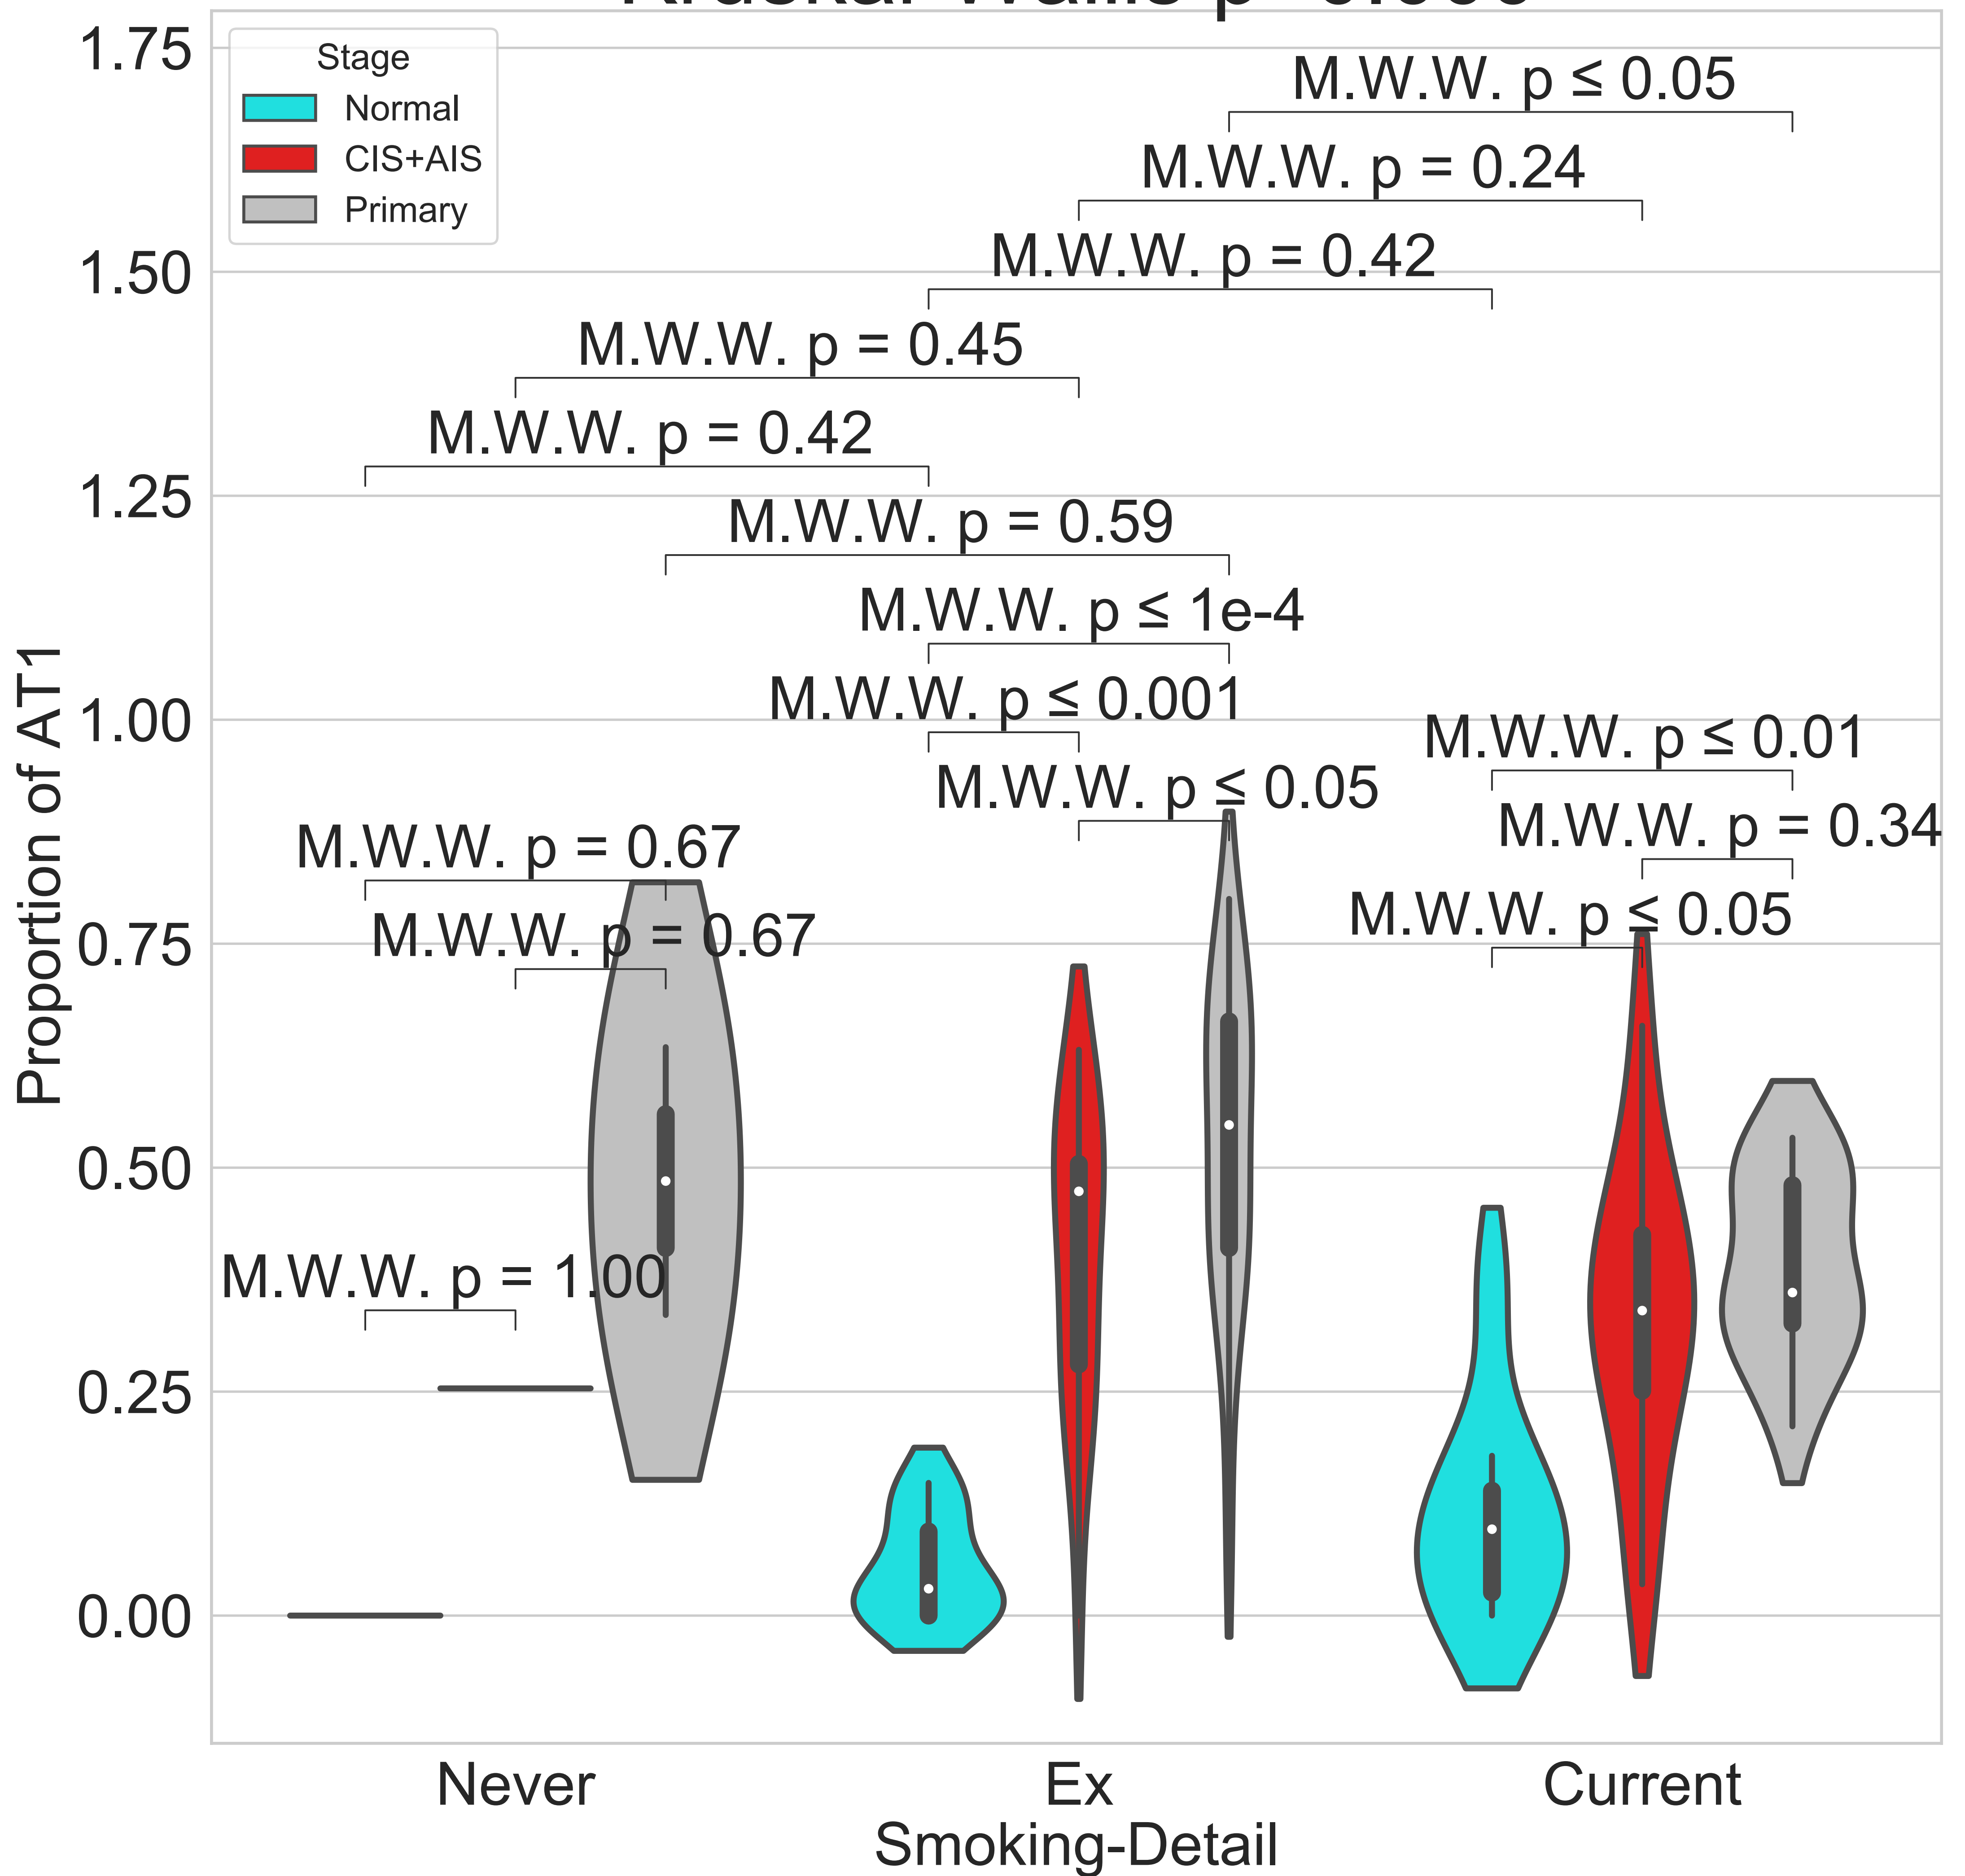 1.75
1.50
1.25
1.00
0.75
0.50
0.25
0.00
Proportion of AT1
Stage
Normal
CIS+AIS
Primary
M.W.W. p ≤ 0.05
M.W.W. p = 0.24
M.W.W. p = 0.42
M.W.W. p = 0.45
M.W.W. p = 0.42
M.W.W. p = 0.59
M.W.W. p ≤ 1e-4
M.W.W. p ≤ 0.001
M.W.W. p ≤ 0.01
M.W.W. p ≤ 0.05
M.W.W. p = 0.34
M.W.W. p = 0.67
M.W.W. p ≤ 0.05
M.W.W. p = 0.67
M.W.W. p = 1.00
Never
Ex
Current
Smoking-Detail